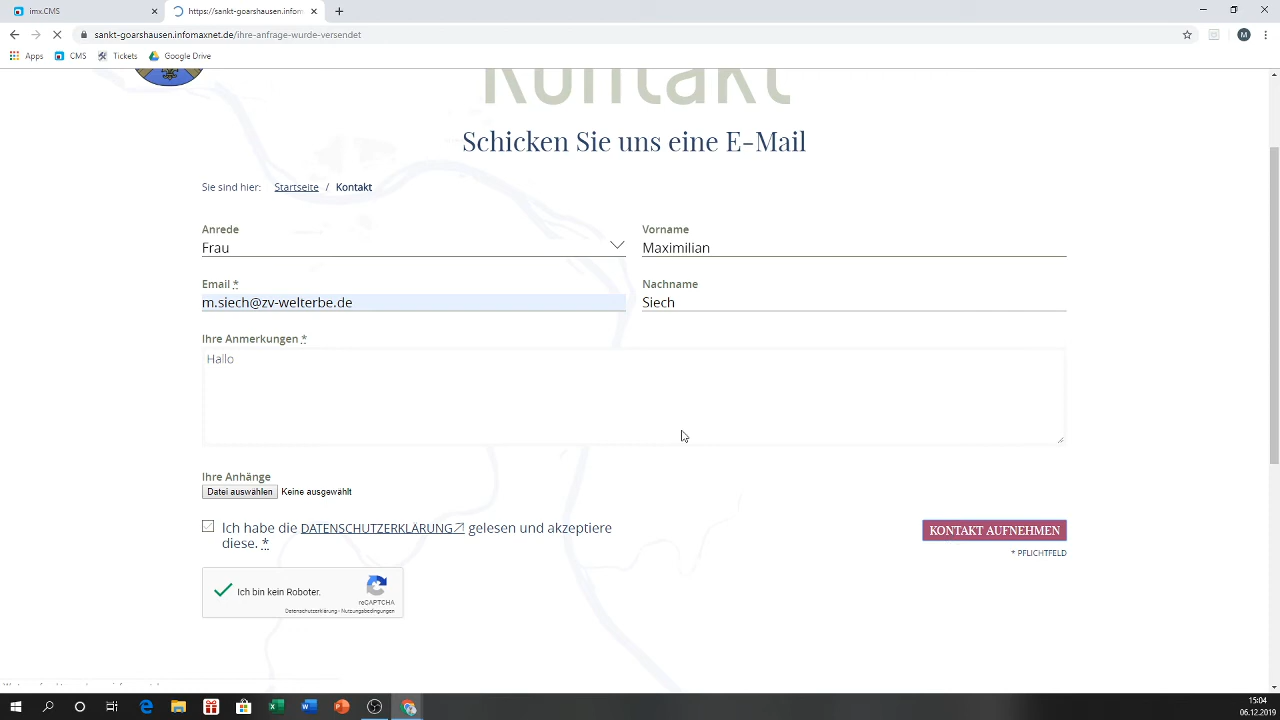 imx.CMS
https://sankt-goarshausen.infom
sankt-goarshausen.infomaxnet.de/ihre-anfrage-wurde-versendet
M
Apps CMS Tickets Google Drive
Kontakt
Schicken Sie uns eine E-Mail
Sie sind hier: Startseite / Kontakt
Anrede
Frau
Vorname
Maximilian
Email *
m.siech@zv-welterbe.de
Nachname
Siech
Ihre Anmerkungen *
Hallo
Ihre Anhänge
Datei auswählen Keine ausgewählt
Ich habe die DATENSCHUTZERKLÄRUNG gelesen und akzeptiere
diese. *
KONTAKT AUFNEHMEN
* PFLICHTFELD
Ich bin kein Roboter.
reCAPTCHA
Datenschutzerklärung - Nutzungsbedingungen
15:04
06.12.2019